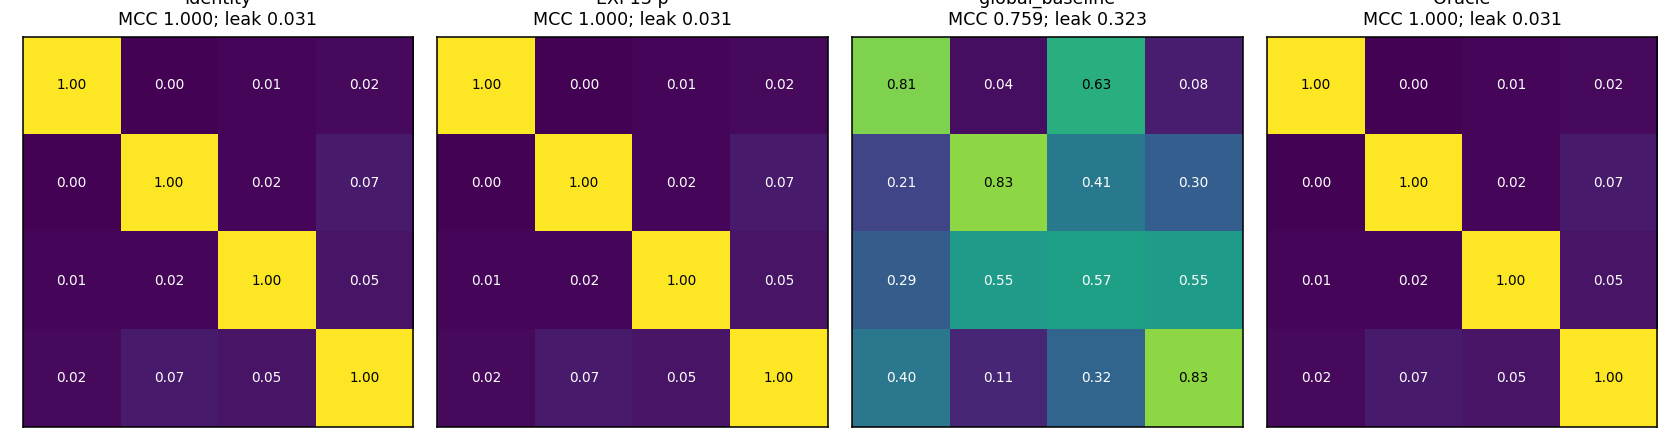 Identity
EXP13-p
global_baseline
Oracle
MCC 1.000; leak 0.031
MCC 1.000; leak 0.031
MCC 0.759; leak 0.323
MCC 1.000; leak 0.031
1.00 0.00 0.01 0.02
0.00 1.00 0.02 0.07
0.01 0.02 1.00 0.05
0.02 0.07 0.05 1.00
1.00 0.00 0.01 0.02
0.00 1.00 0.02 0.07
0.01 0.02 1.00 0.05
0.02 0.07 0.05 1.00
0.81 0.04 0.63 0.08
0.21 0.83 0.41 0.30
0.29 0.55 0.57 0.55
0.40 0.11 0.32 0.83
1.00 0.00 0.01 0.02
0.00 1.00 0.02 0.07
0.01 0.02 1.00 0.05
0.02 0.07 0.05 1.00